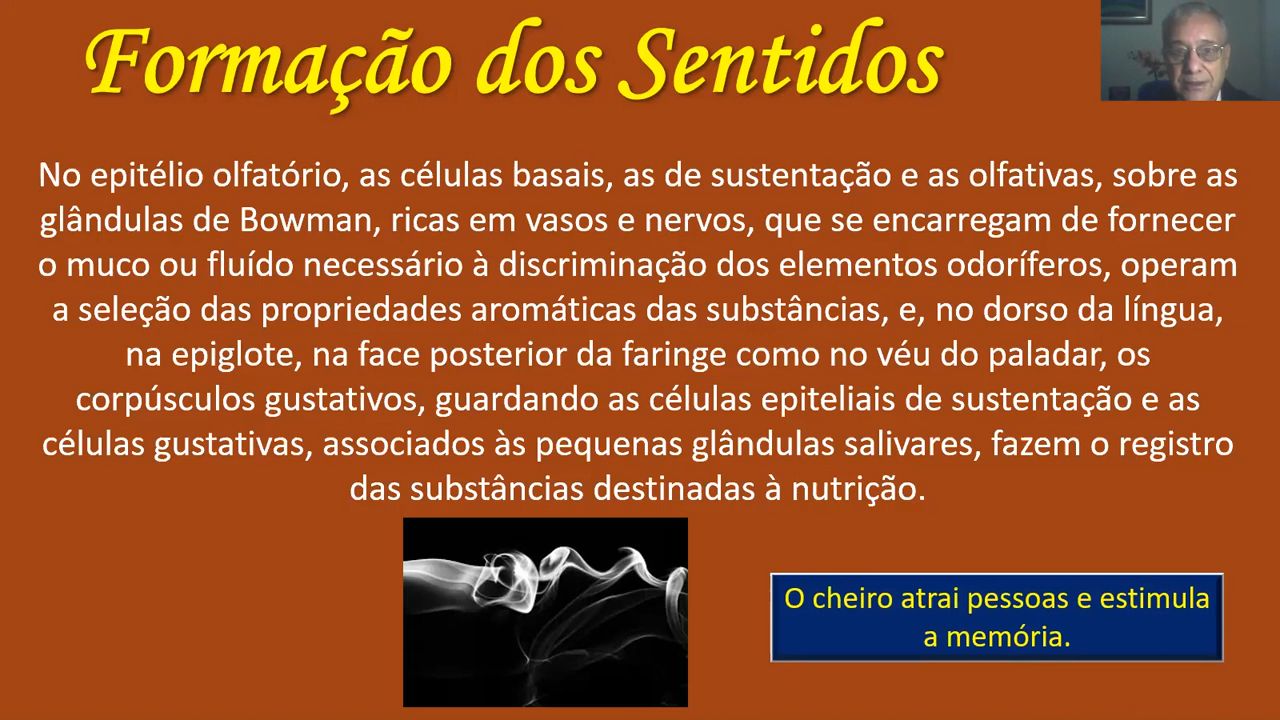 Formação dos Sentidos
No epitélio olfatório, as células basais, as de sustentação e as olfativas, sobre as
glândulas de Bowman, ricas em vasos e nervos, que se encarregam de fornecer
o muco ou fluído necessário à discriminação dos elementos odoríferos, operam
a seleção das propriedades aromáticas das substâncias, e, no dorso da língua,
na epiglote, na face posterior da faringe como no véu do paladar, os
corpúsculos gustativos, guardando as células epiteliais de sustentação e as
células gustativas, associados às pequenas glândulas salivares, fazem o registro
das substâncias destinadas à nutrição.
O cheiro atrai pessoas e estimula
a memória.